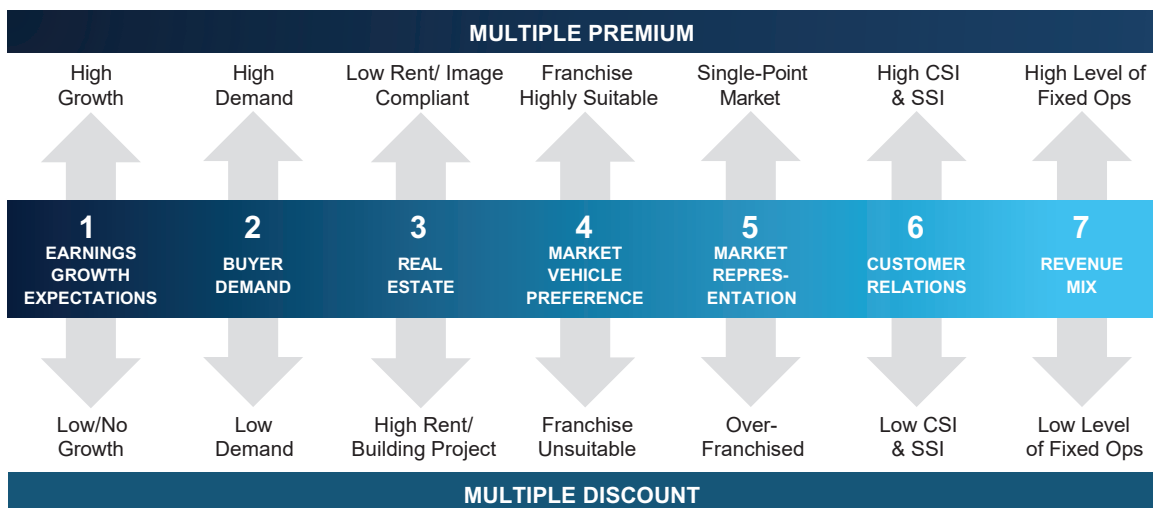 MULTIPLE PREMIUM
High
Growth
High
Demand
Low Rent/ Image
Compliant
Franchise
Highly Suitable
Single-Point
Market
High CSI
& SSI
High Level of
Fixed Ops
1
EARNINGS
GROWTH
EXPECTATIONS
2
BUYER
DEMAND
3
REAL
ESTATE
4
MARKET
VEHICLE
PREFERENCE
5
MARKET
REPRES-
ENTATION
6
CUSTOMER
RELATIONS
7
REVENUE
MIX
Low/No
Growth
Low
Demand
High Rent/
Building Project
Franchise
Unsuitable
Over-
Franchised
Low CSI
& SSI
Low Level
of Fixed Ops
MULTIPLE DISCOUNT